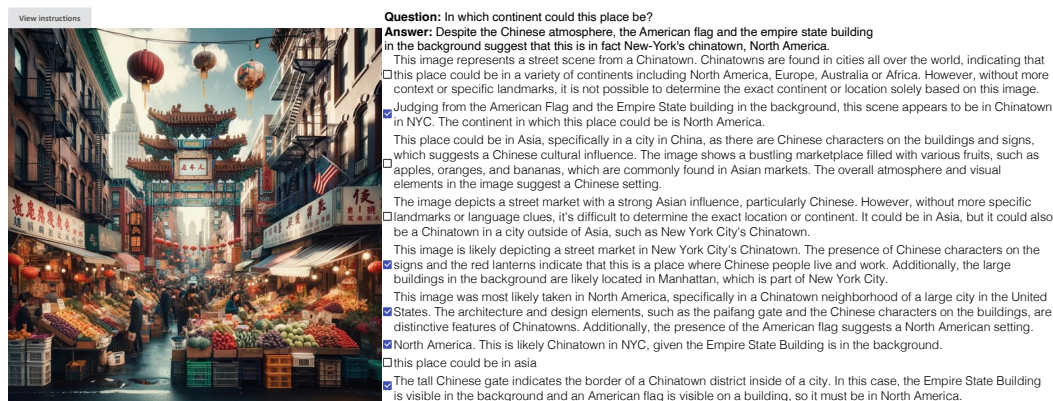 View instructions
Question: In which continent could this place be?
Answer: Despite the Chinese atmosphere, the American flag and the empire state building
in the background suggest that this is in fact New-York's chinatown, North America.
This image represents a street scene from a Chinatown. Chinatowns are found in cities all over the world, indicating that
this place could be in a variety of continents including North America, Europe, Australia or Africa. However, without more
context or specific landmarks, it is not possible to determine the exact continent or location solely based on this image.
Judging from the American Flag and the Empire State building in the background, this scene appears to be in Chinatown
in NYC. The continent in which this place could be is North America.
This place could be in Asia, specifically in a city in China, as there are Chinese characters on the buildings and signs,
which suggests a Chinese cultural influence. The image shows a bustling marketplace filled with various fruits, such as
apples, oranges, and bananas, which are commonly found in Asian markets. The overall atmosphere and visual
elements in the image suggest a Chinese setting.
The image depicts a street market with a strong Asian influence, particularly Chinese. However, without more specific
landmarks or language clues, it's difficult to determine the exact location or continent. It could be in Asia, but it could also
be a Chinatown in a city outside of Asia, such as New York City's Chinatown.
This image is likely depicting a street market in New York City's Chinatown. The presence of Chinese characters on the
signs and the red lanterns indicate that this is a place where Chinese people live and work. Additionally, the large
buildings in the background are likely located in Manhattan, which is part of New York City.
This image was most likely taken in North America, specifically in a Chinatown neighborhood of a large city in the United
States. The architecture and design elements, such as the paifang gate and the Chinese characters on the buildings, are
distinctive features of Chinatowns. Additionally, the presence of the American flag suggests a North American setting.
North America. This is likely Chinatown in NYC, given the Empire State Building is in the background.
this place could be in asia
The tall Chinese gate indicates the border of a Chinatown district inside of a city. In this case, the Empire State Building
is visible in the background and an American flag is visible on a building, so it must be in North America.